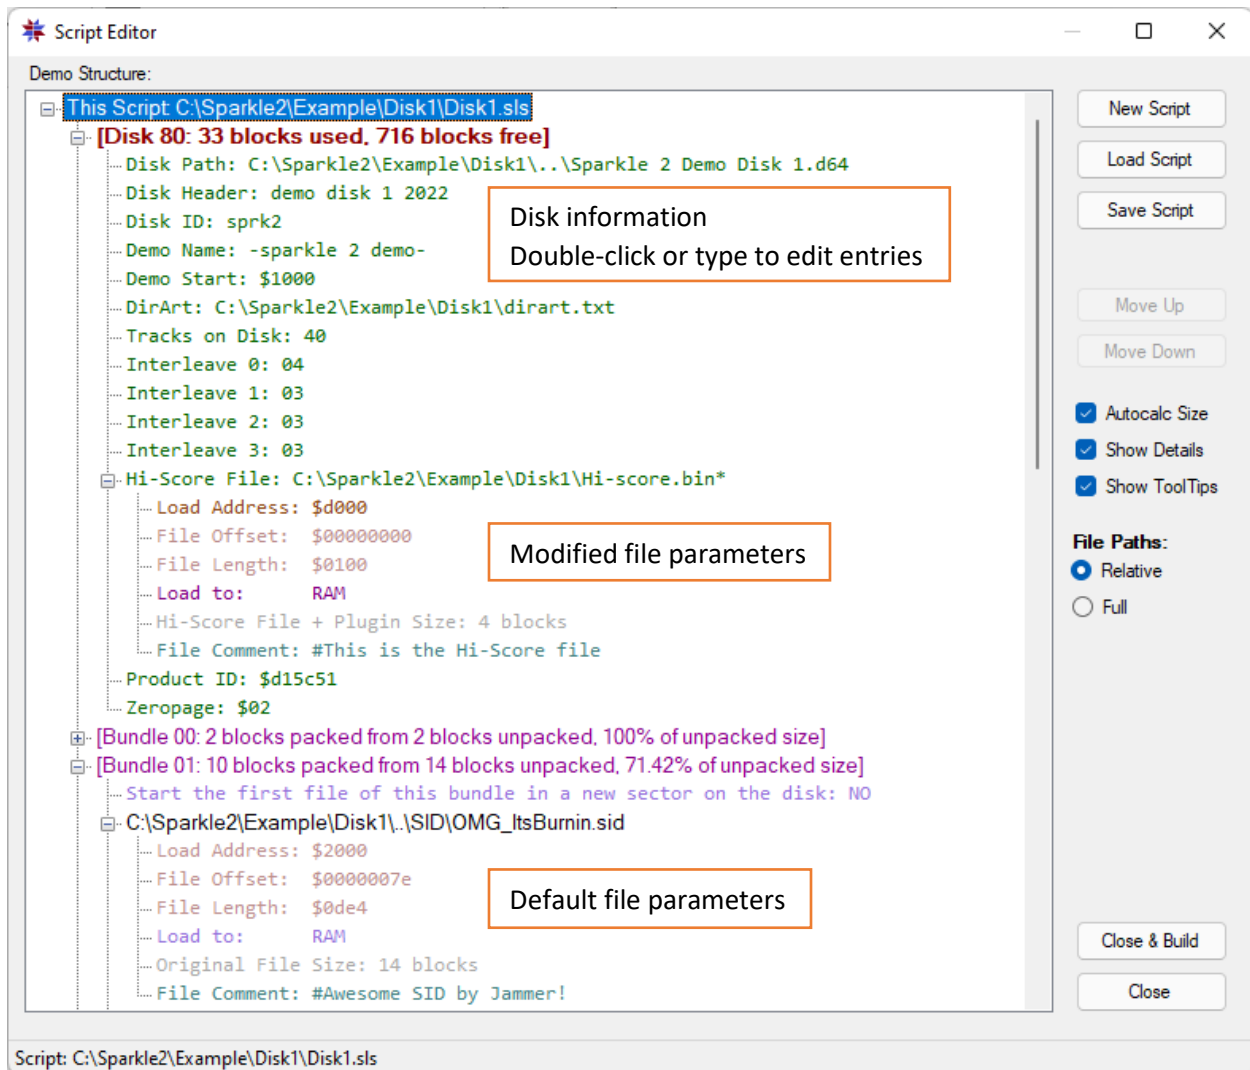 Script Editor
Demo Structure:
This Script: C:\Sparkle2\Example\Disk1\Disk1.sls
[Disk 80: 33 blocks used, 716 blocks free]
Disk Path: C:\Sparkle2\Example\Disk1\..\Sparkle 2 Demo Disk 1.d64
Disk Header: demo disk 1 2022
Disk ID: sprk2
Demo Name: -sparkle 2 demo-
Demo Start: $1000
DirArt: C:\Sparkle2\Example\Disk1\dirart.txt
Tracks on Disk: 40
Interleave 0: 04
Interleave 1: 03
Interleave 2: 03
Interleave 3: 03
Hi-Score File: C:\Sparkle2\Example\Disk1\Hi-score.bin*
Load Address: $d000
File Offset: $00000000
File Length: $0100
Load to: RAM
Hi-Score File + Plugin Size: 4 blocks
File Comment: #This is the Hi-Score file
Product ID: $d15c51
Zeropage: $02
[Bundle 00: 2 blocks packed from 2 blocks unpacked, 100% of unpacked size]
[Bundle 01: 10 blocks packed from 14 blocks unpacked, 71.42% of unpacked size]
Start the first file of this bundle in a new sector on the disk: NO
C:\Sparkle2\Example\Disk1\..\SID\OMG_ItsBurnin.sid
Load Address: $2000
File Offset: $0000007e
File Length: $0de4
Load to: RAM
Original File Size: 14 blocks
File Comment: #Awesome SID by Jammer!
Disk information
Double-click or type to edit entries
Modified file parameters
Default file parameters
New Script
Load Script
Save Script
Move Up
Move Down
Autocalc Size
Show Details
Show ToolTips
File Paths:
Relative
Full
Close & Build
Close
Script: C:\Sparkle2\Example\Disk1\Disk1.sls